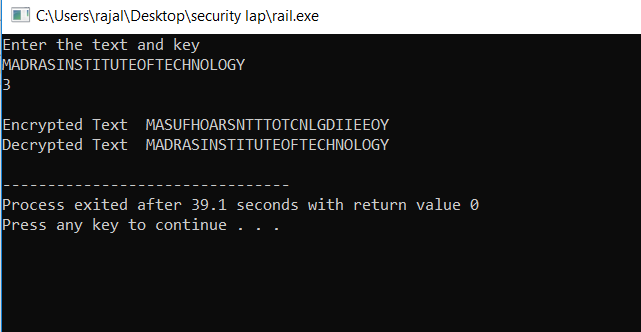 C:\Users\rajal\Desktop\security lap\rail.exe
Enter the text and key
MADRASINSTITUTEOFTECHNOLOGY
3
Encrypted Text  MASUFHOARSNTTTOTCNLGDIIEEOY
Decrypted Text  MADRASINSTITUTEOFTECHNOLOGY
--------------------------------
Process exited after 39.1 seconds with return value 0
Press any key to continue . . .